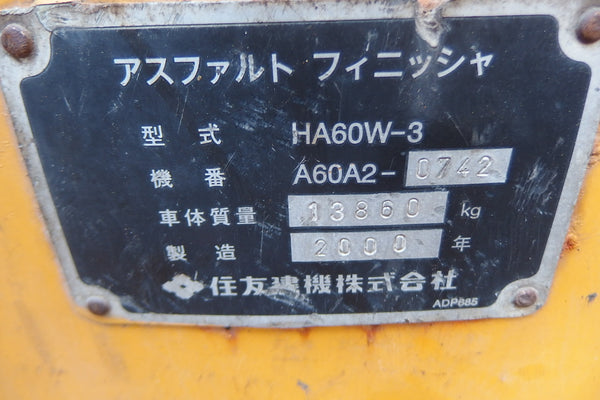 アスファルト フィニッシャ
型式 HA60W-3
機番 A60A2-0742
車体質量 13860 kg
製造 2000 年
住友建機株式会社
ADP685